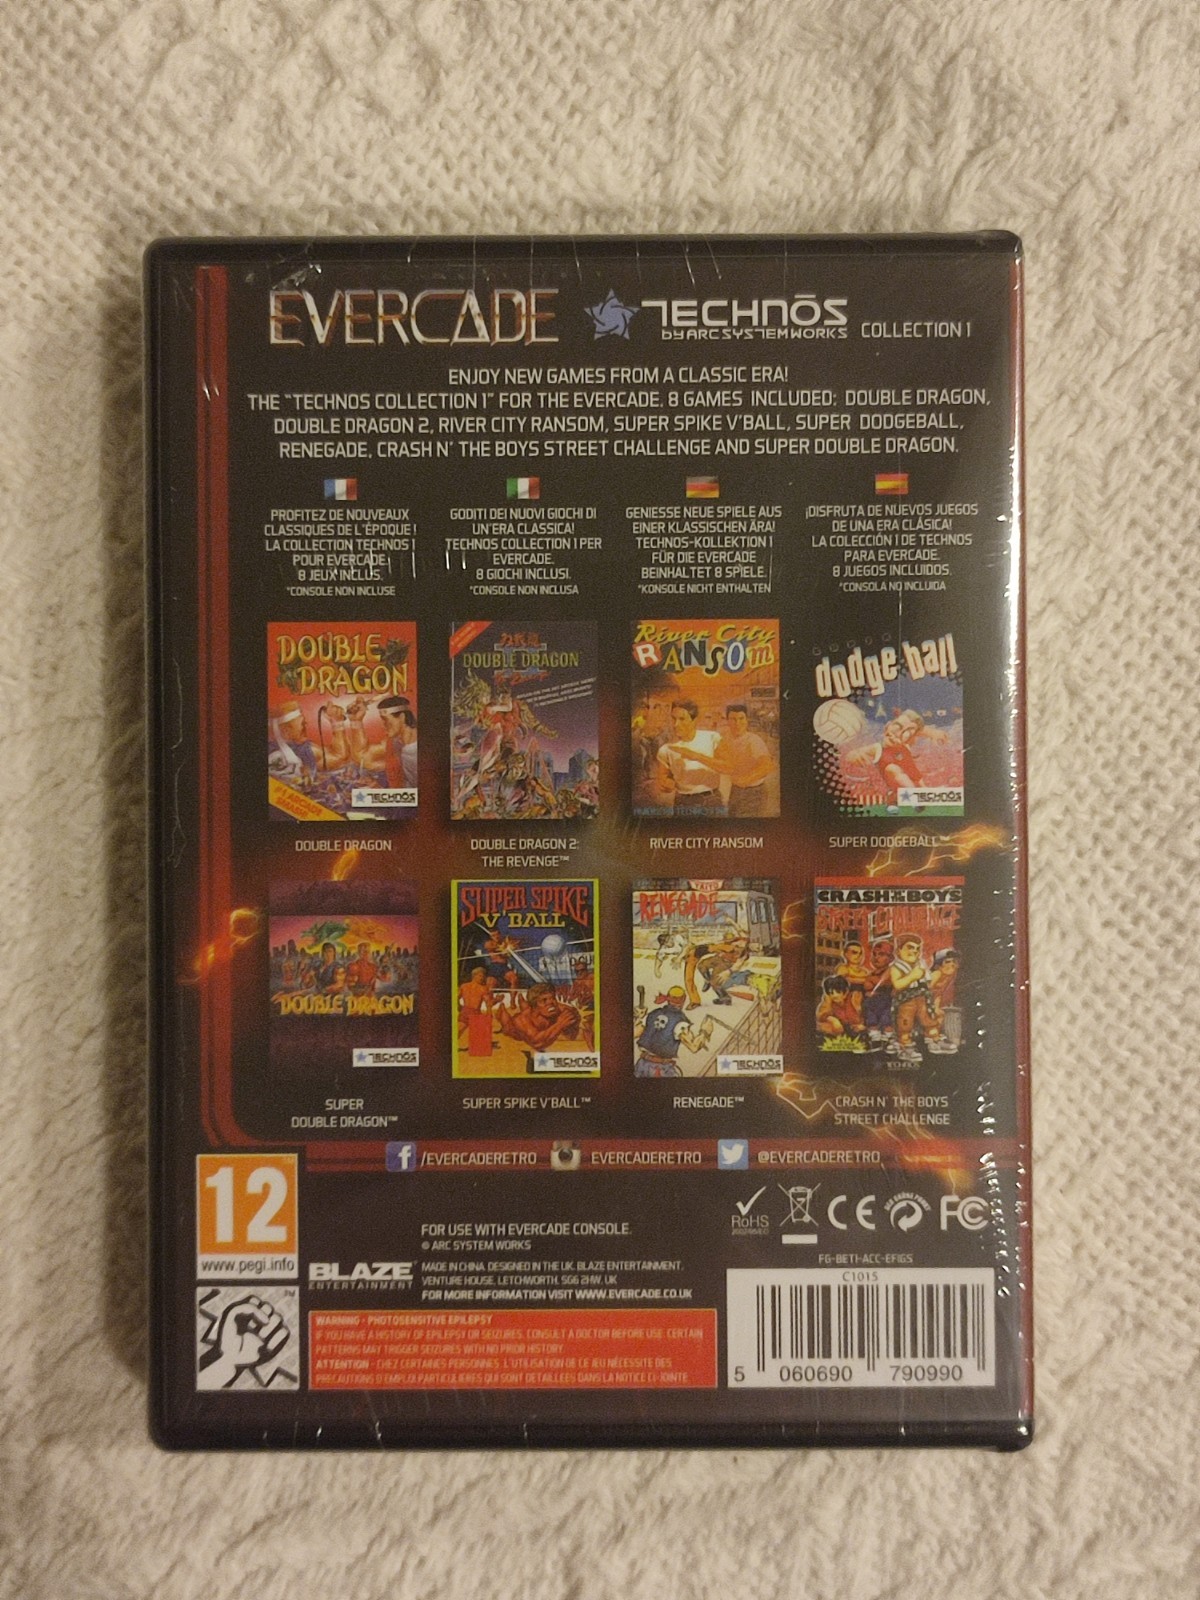 EVERCADE
TECHNŌS
by ARC SYSTEM WORKS
COLLECTION 1
ENJOY NEW GAMES FROM A CLASSIC ERA!
THE "TECHNOS COLLECTION 1" FOR THE EVERCADE. 8 GAMES INCLUDED: DOUBLE DRAGON,
DOUBLE DRAGON 2, RIVER CITY RANSOM, SUPER SPIKE V'BALL, SUPER DODGEBALL,
RENEGADE, CRASH N' THE BOYS STREET CHALLENGE AND SUPER DOUBLE DRAGON.
PROFITEZ DE NOUVEAUX
CLASSIQUES DE L'ÉPOQUE !
LA COLLECTION TECHNOS 1
POUR EVERCADE.
8 JEUX INCLUS.
*CONSOLE NON INCLUSE
GODITI DEI NUOVI GIOCHI DI
UN'ERA CLASSICA!
TECHNOS COLLECTION 1 PER
EVERCADE.
8 GIOCHI INCLUSI.
*CONSOLE NON INCLUSA
GENIESSE NEUE SPIELE AUS
EINER KLASSISCHEN ÄRA!
TECHNOS-KOLLEKTION 1
FÜR DIE EVERCADE
BEINHALTET 8 SPIELE.
*KONSOLE NICHT ENTHALTEN
¡DISFRUTA DE NUEVOS JUEGOS
DE UNA ERA CLÁSICA!
LA COLECCIÓN 1 DE TECHNOS
PARA EVERCADE.
8 JUEGOS INCLUIDOS.
*CONSOLA NO INCLUIDA
DOUBLE
DRAGON
TECHNŌS
DOUBLE DRAGON
II
River City
RANSOM
dodge ball
TECHNŌS
DOUBLE DRAGON
DOUBLE DRAGON 2:
THE REVENGE™
RIVER CITY RANSOM
SUPER DODGEBALL™
DOUBLE DRAGON
TECHNŌS
SUPER SPIKE
V'BALL
TECHNŌS
TAITO
RENEGADE
TECHNŌS
CRASH THE BOYS
STREET CHALLENGE
TECHNŌS
SUPER
DOUBLE DRAGON™
SUPER SPIKE V'BALL™
RENEGADE™
CRASH N' THE BOYS
STREET CHALLENGE
/EVERCADERETRO
EVERCADERETRO
@EVERCADERETRO
12
www.pegi.info
FOR USE WITH EVERCADE CONSOLE.
© ARC SYSTEM WORKS
RoHS
CE
FC
BLAZE
ENTERTAINMENT
MADE IN CHINA. DESIGNED IN THE UK. BLAZE ENTERTAINMENT.
VENTURE HOUSE, LETCHWORTH. SG6 2HW. UK
FOR MORE INFORMATION VISIT WWW.EVERCADE.CO.UK
FG-BET1-ACC-EFIGS
C1015
5 060690 790990
WARNING - PHOTOSENSITIVE EPILEPSY
IF YOU HAVE A HISTORY OF EPILEPSY OR SEIZURES, CONSULT A DOCTOR BEFORE USE. CERTAIN
PATTERNS MAY TRIGGER SEIZURES WITH NO PRIOR HISTORY
ATTENTION - CHEZ CERTAINES PERSONNES, L'UTILISATION DE CE JEU NÉCESSITE DES
PRÉCAUTIONS D'EMPLOI PARTICULIÈRES QUI SONT DÉTAILLÉES DANS LA NOTICE CI-JOINTE